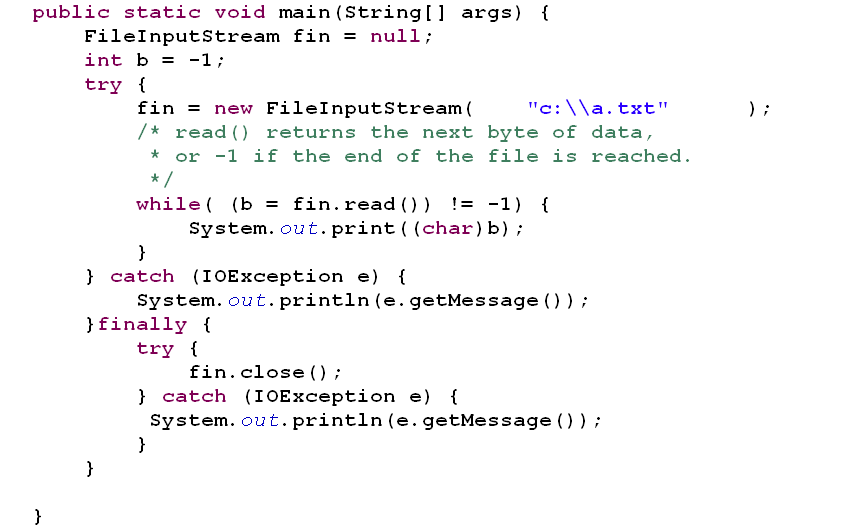 public static void main(String[] args) {
    FileInputStream fin = null;
    int b = -1;
    try {
        fin = new FileInputStream(    "c:\\a.txt"      );
        /* read() returns the next byte of data,
         * or -1 if the end of the file is reached.
         */
        while( (b = fin.read()) != -1) {
            System.out.print((char)b);
        }
    } catch (IOException e) {
        System.out.println(e.getMessage());
    }finally {
        try {
            fin.close();
        } catch (IOException e) {
         System.out.println(e.getMessage());
        }
    }

}